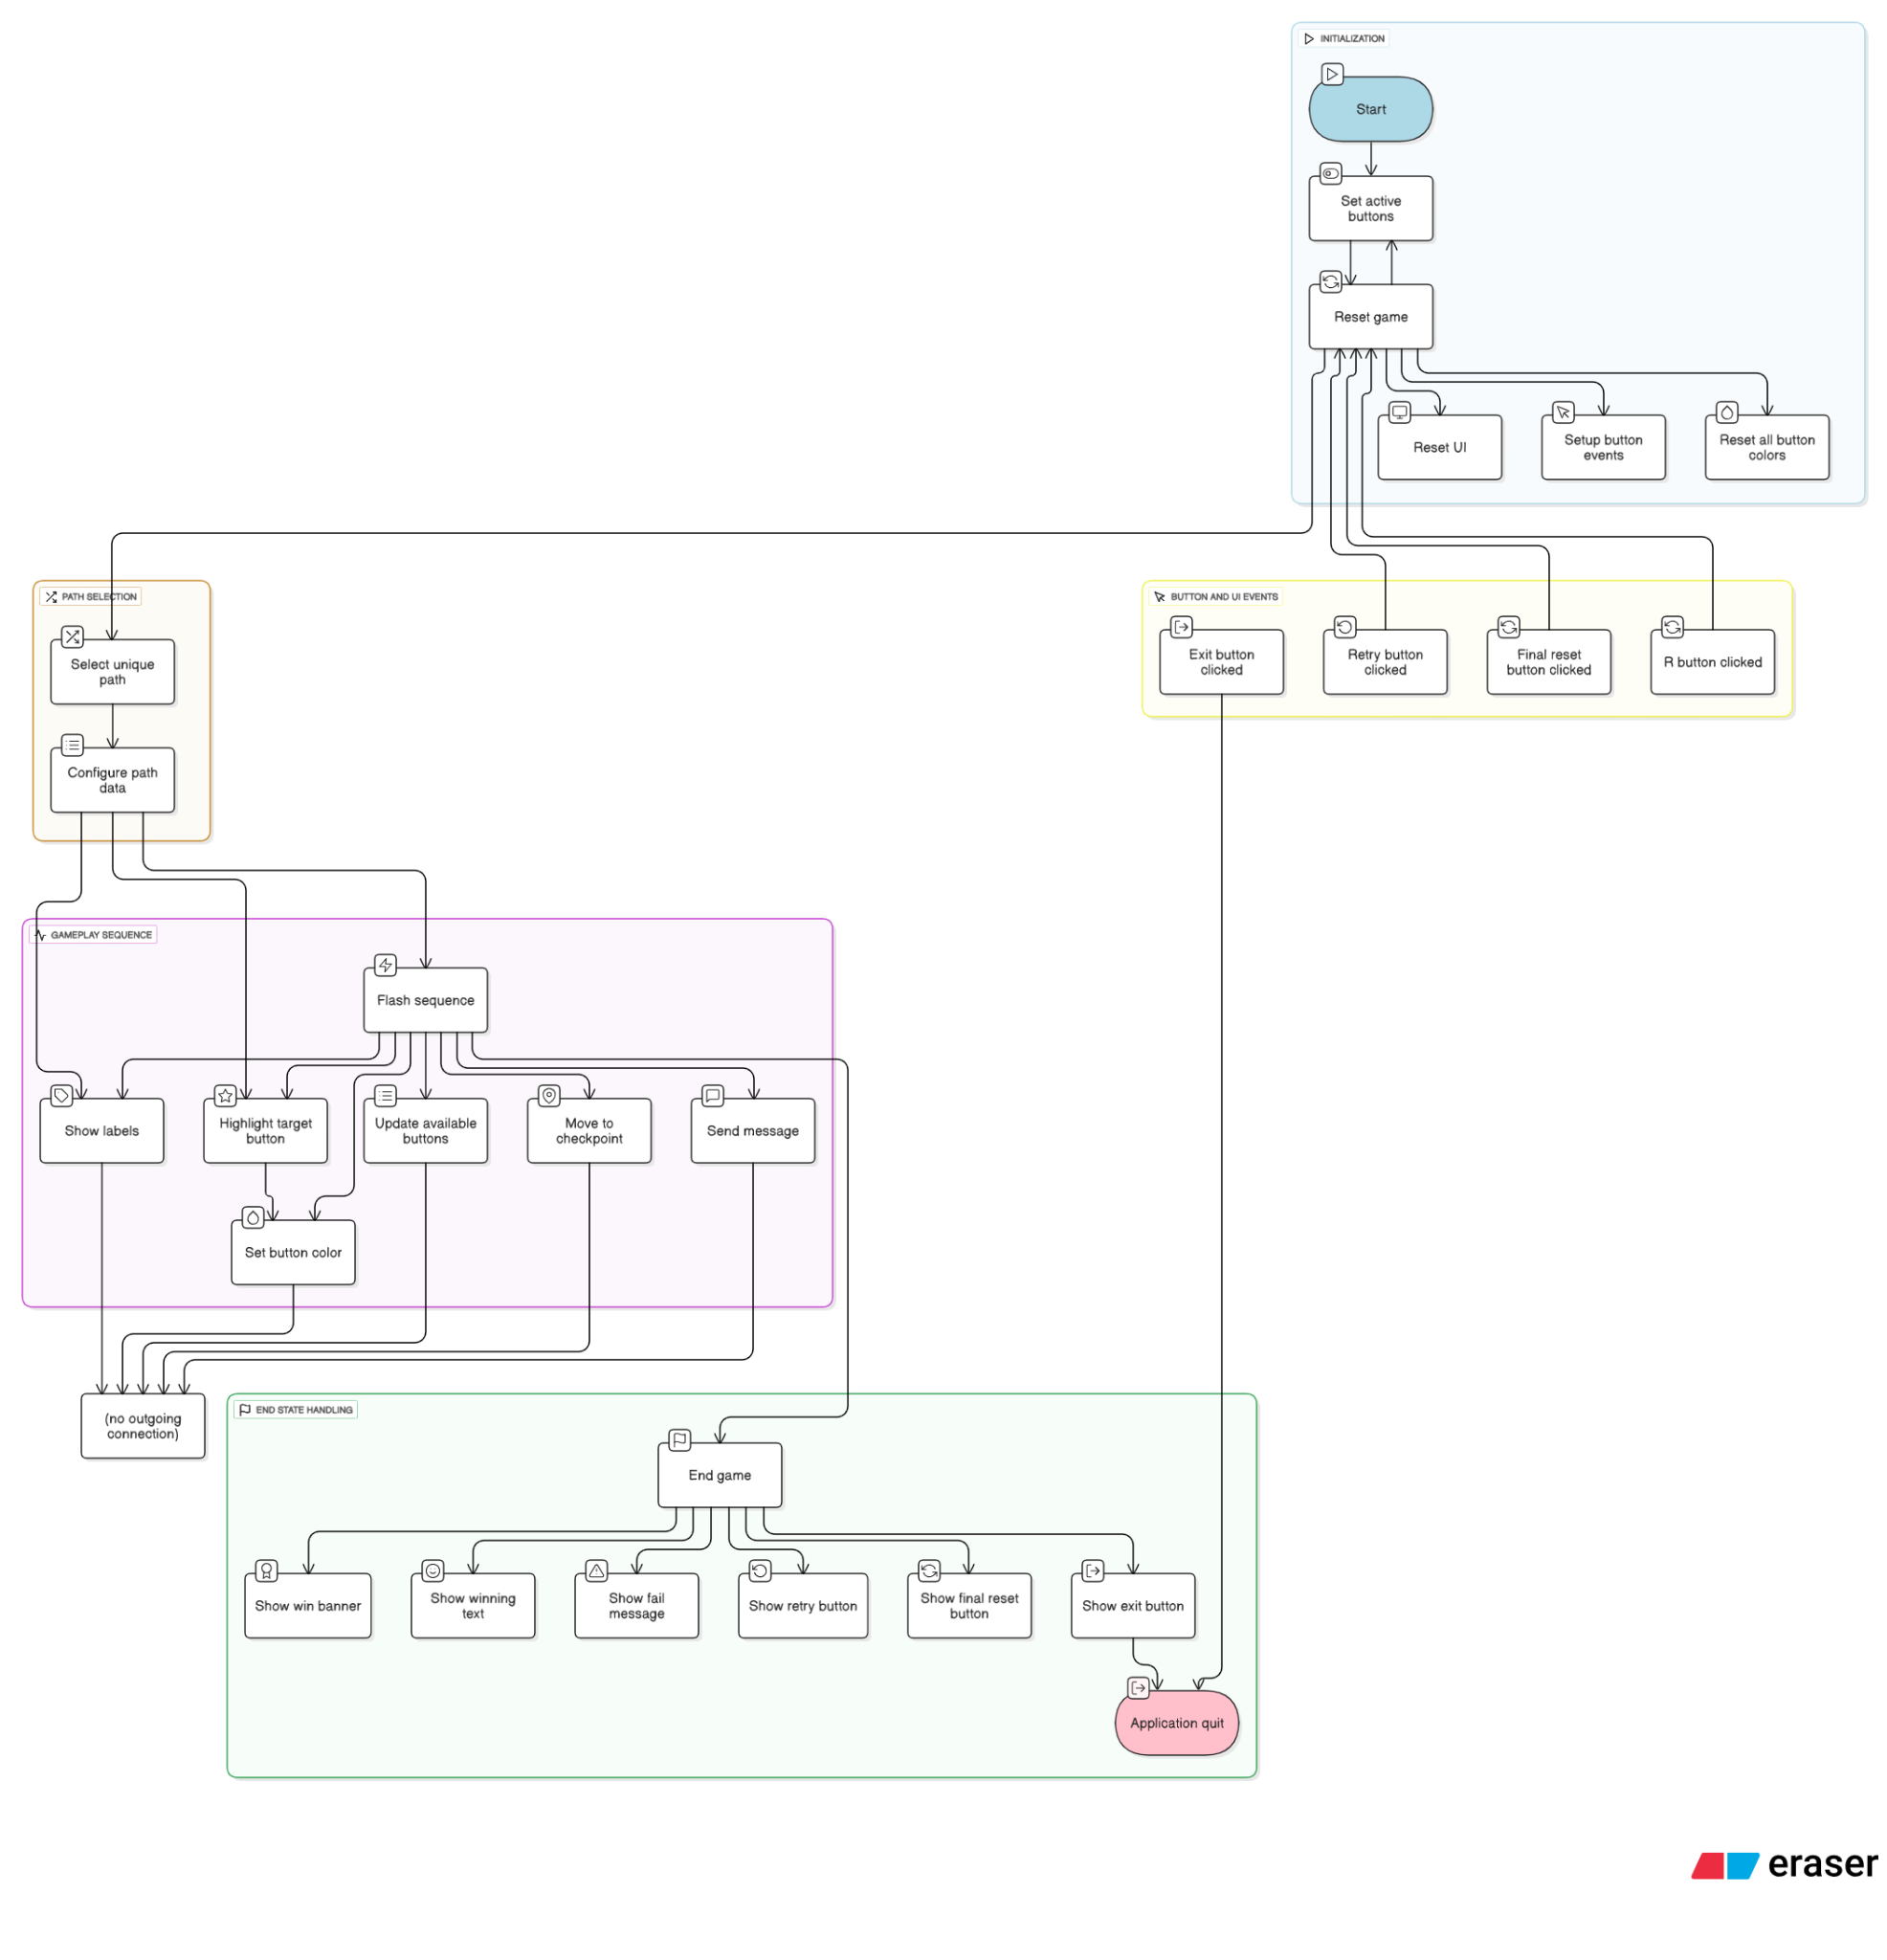 INITIALIZATION
Start
Set active
buttons
Reset game
Reset UI
Setup button
events
Reset all button
colors
PATH SELECTION
Select unique
path
Configure path
data
BUTTON AND UI EVENTS
Exit button
clicked
Retry button
clicked
Final reset
button clicked
R button clicked
GAMEPLAY SEQUENCE
Flash sequence
Show labels
Highlight target
button
Update available
buttons
Move to
checkpoint
Send message
Set button color
(no outgoing
connection)
END STATE HANDLING
End game
Show win banner
Show winning
text
Show fail
message
Show retry button
Show final reset
button
Show exit button
Application quit
eraser